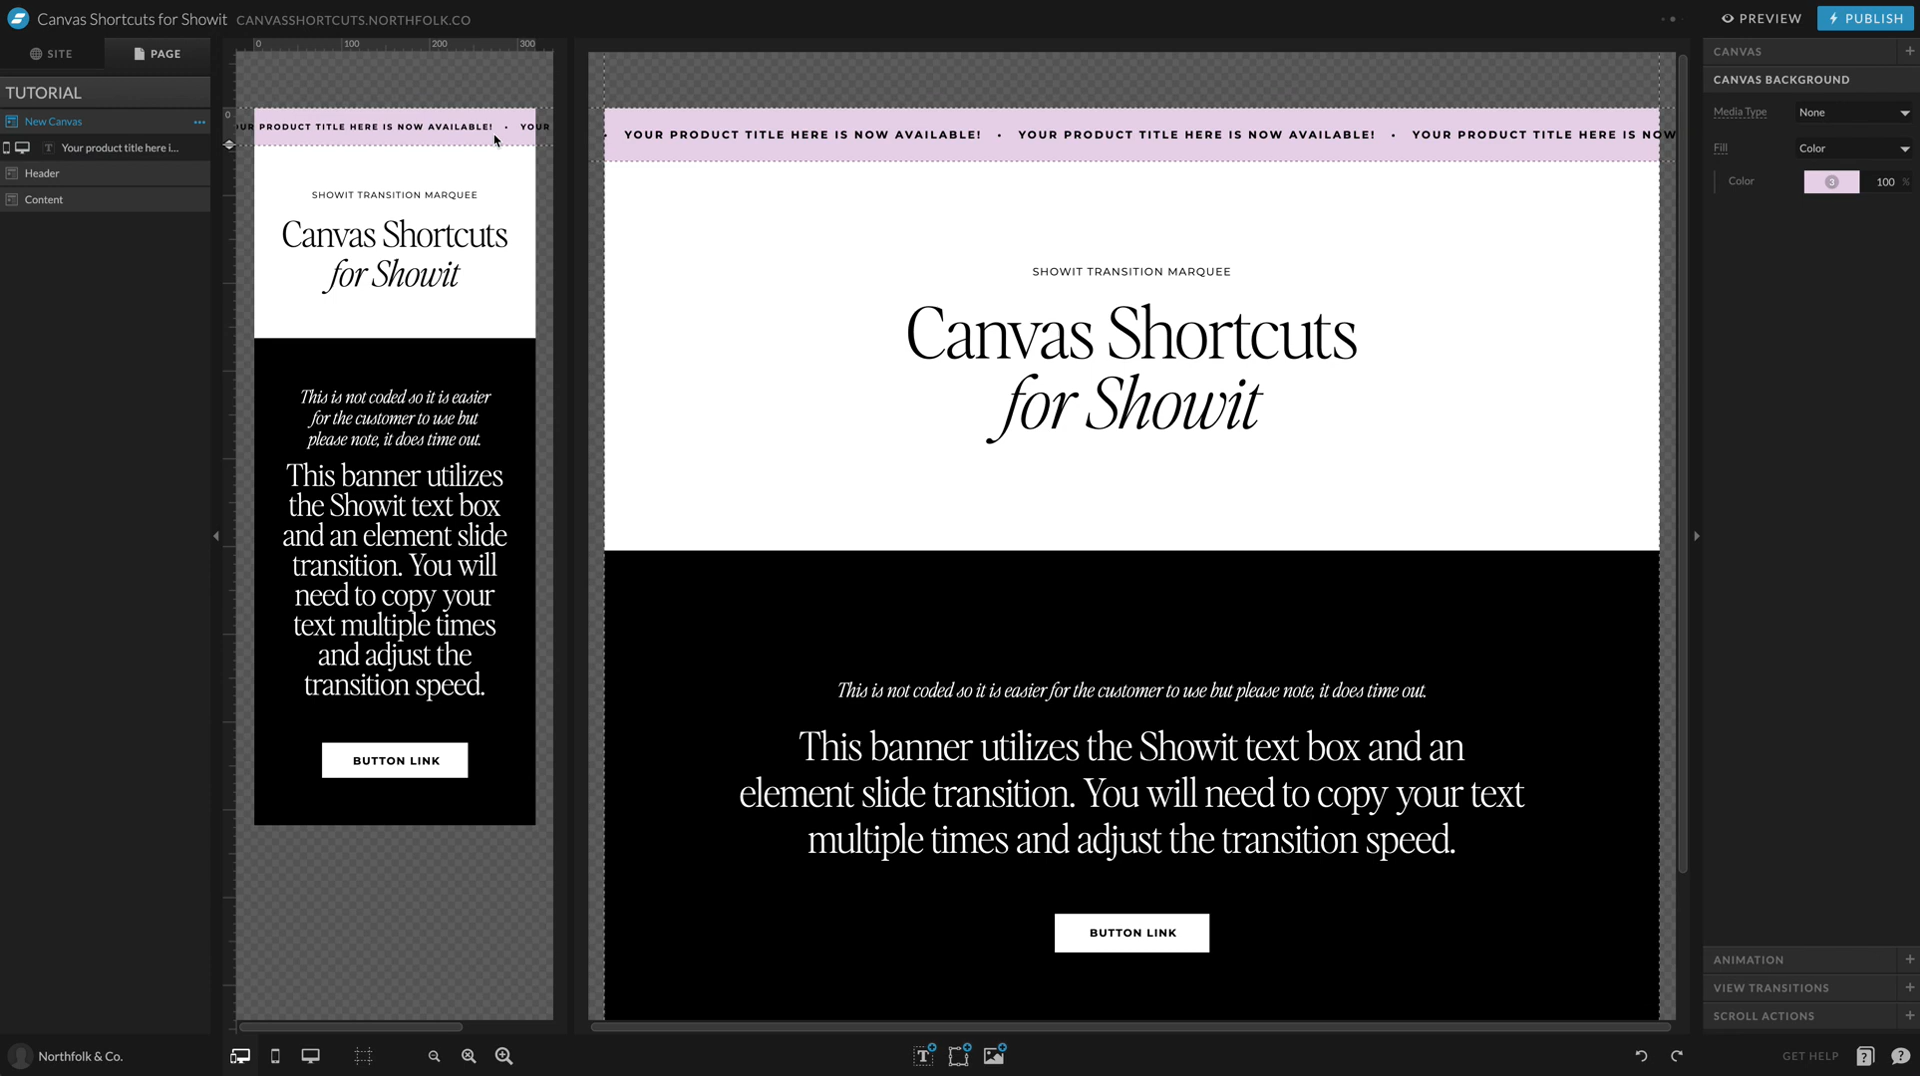 Canvas Shortcuts for Showit CANVASSHORTCUTS.NORTHFOLK.CO
PREVIEW
PUBLISH
SITE
PAGE
TUTORIAL
New Canvas
T Your product title here i...
Header
Content
0 100 200 300
0
UR PRODUCT TITLE HERE IS NOW AVAILABLE! • YOUR
SHOWIT TRANSITION MARQUEE
Canvas Shortcuts
for Showit
This is not coded so it is easier
for the customer to use but
please note, it does time out.
This banner utilizes
the Showit text box
and an element slide
transition. You will
need to copy your
text multiple times
and adjust the
transition speed.
BUTTON LINK
• YOUR PRODUCT TITLE HERE IS NOW AVAILABLE! • YOUR PRODUCT TITLE HERE IS NOW AVAILABLE! • YOUR PRODUCT TITLE HERE IS NOW
SHOWIT TRANSITION MARQUEE
Canvas Shortcuts
for Showit
This is not coded so it is easier for the customer to use but please note, it does time out.
This banner utilizes the Showit text box and an
element slide transition. You will need to copy your text
multiple times and adjust the transition speed.
BUTTON LINK
CANVAS +
CANVAS BACKGROUND
Media Type None
Fill Color
Color 3 100 %
ANIMATION +
VIEW TRANSITIONS +
SCROLL ACTIONS +
Northfolk & Co.
T
GET HELP ? ?